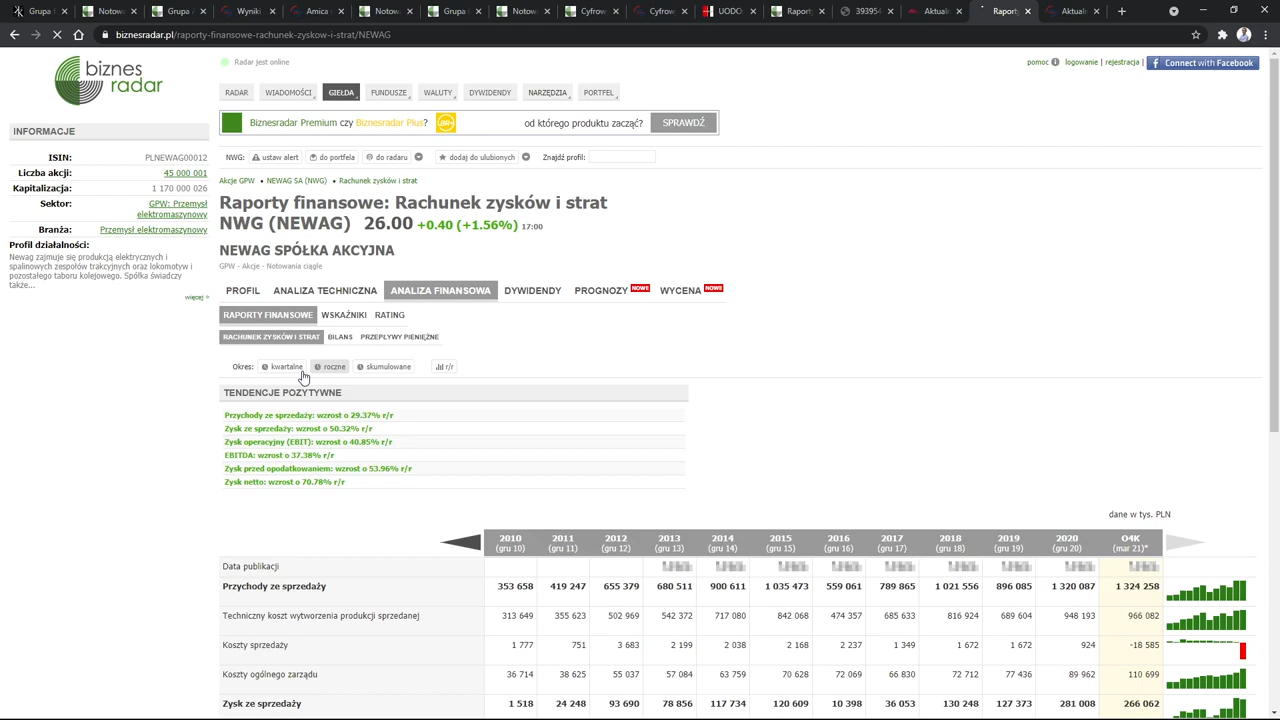 Notow
Notow
Notow
Cyfrow
Cyfrow
Cz
Raport
UODO:
Raport
39395
Aktual
Raport
Aktual
biznesradar.pl/raporty-finansowe-rachunek-zyskow-i-strat/NEWAG
Incognito
biznes radar
Radar jest online
pomoc logowanie | rejestracja | Connect with Facebook
RADAR WIADOMOŚCI GIEŁDA FUNDUSZE WALUTY DYWIDENDY NARZĘDZIA PORTFEL
Biznesradar Premium czy Biznesradar Plus? od którego produktu zacząć? SPRAWDŹ
INFORMACJE
ISIN: PLNEWAG00012
Liczba akcji: 45 000 001
Kapitalizacja: 1 170 000 026
Sektor: GPW: Przemysł elektromaszynowy
Branża: Przemysł elektromaszynowy
Profil działalności:
Newag zajmuje się produkcją elektrycznych i
spalinowych zespołów trakcyjnych oraz lokomotyw i
pozostałego taboru kolejowego. Spółka świadczy
także...
więcej »
NWG: ustaw alert do portfela do radaru dodaj do ulubionych Znajdź profil:
Akcje GPW • NEWAG SA (NWG) • Rachunek zysków i strat
Raporty finansowe: Rachunek zysków i strat
NWG (NEWAG) 26.00 +0.40 (+1.56%) 17:00
NEWAG SPÓŁKA AKCYJNA
GPW - Akcje - Notowania ciągłe
PROFIL ANALIZA TECHNICZNA ANALIZA FINANSOWA DYWIDENDY PROGNOZY NOWE WYCENA NOWE
RAPORTY FINANSOWE WSKAŹNIKI RATING
RACHUNEK ZYSKÓW I STRAT BILANS PRZEPŁYWY PIENIĘŻNE
Okres: kwartalne roczne skumulowane r/r
TENDENCJE POZYTYWNE
Przychody ze sprzedaży: wzrost o 29.37% r/r
Zysk ze sprzedaży: wzrost o 50.32% r/r
Zysk operacyjny (EBIT): wzrost o 40.85% r/r
EBITDA: wzrost o 37.38% r/r
Zysk przed opodatkowaniem: wzrost o 53.96% r/r
Zysk netto: wzrost o 70.78% r/r
dane w tys. PLN
2010 2011 2012 2013 2014 2015 2016 2017 2018 2019 2020 O4K
(gru 10) (gru 11) (gru 12) (gru 13) (gru 14) (gru 15) (gru 16) (gru 17) (gru 18) (gru 19) (gru 20) (mar 21)*
Data publikacji
Przychody ze sprzedaży 353 658 419 247 655 379 680 511 900 611 1 035 473 559 061 789 865 1 021 556 896 085 1 320 087 1 324 258
Techniczny koszt wytworzenia produkcji sprzedanej 313 649 355 623 502 969 542 372 717 080 842 068 474 357 685 633 816 924 689 604 948 193 966 082
Koszty sprzedaży 1 777 751 3 683 2 199 2 038 2 168 2 237 1 349 1 672 1 672 924 -18 585
Koszty ogólnego zarządu 36 714 38 625 55 037 57 084 63 759 70 628 72 069 66 830 72 712 77 436 89 962 110 699
Zysk ze sprzedaży 1 518 24 248 93 690 78 856 117 734 120 609 10 398 36 053 130 248 127 373 281 008 266 062